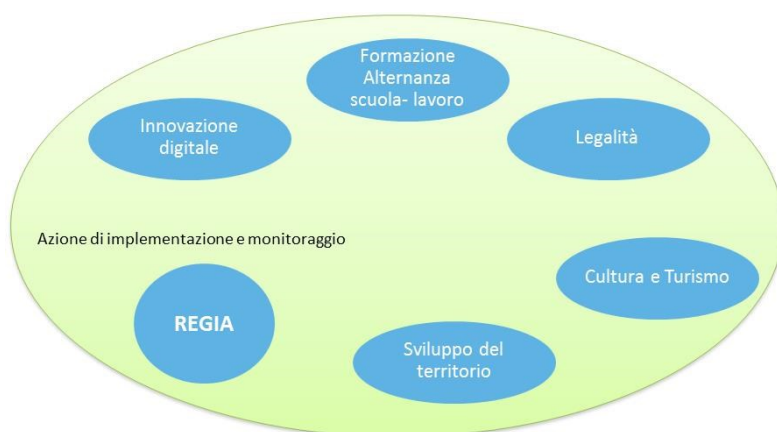 Formazione
Alternanza
scuola- lavoro
Innovazione
digitale
Legalità
Azione di implementazione e monitoraggio
Cultura e Turismo
REGIA
Sviluppo del
territorio